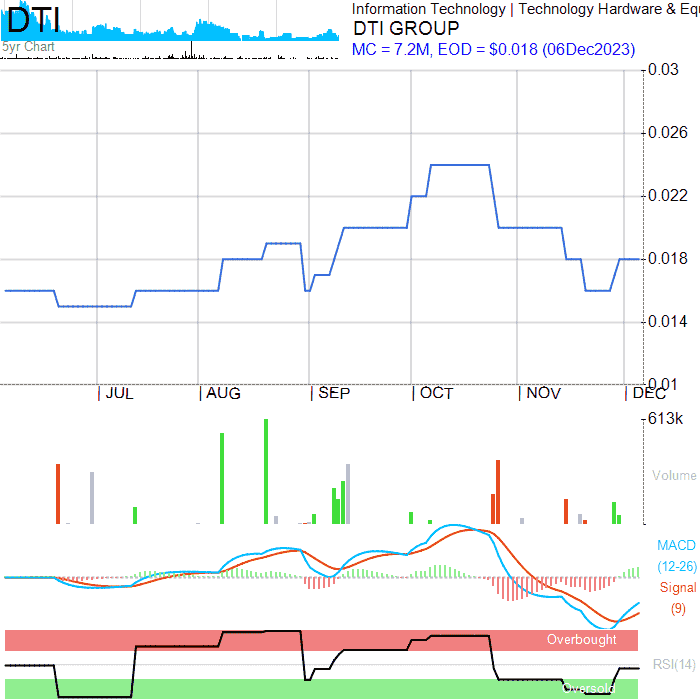 DTI
5yr Chart
Information Technology | Technology Hardware & Eq
DTI GROUP
MC = 7.2M, EOD = $0.018 (06Dec2023)
0.03
0.026
0.022
0.018
0.014
0.01
JUL
AUG
SEP
OCT
NOV
DEC
613k
Volume
MACD
(12-26)
Signal
(9)
Overbought
RSI(14)
Oversold